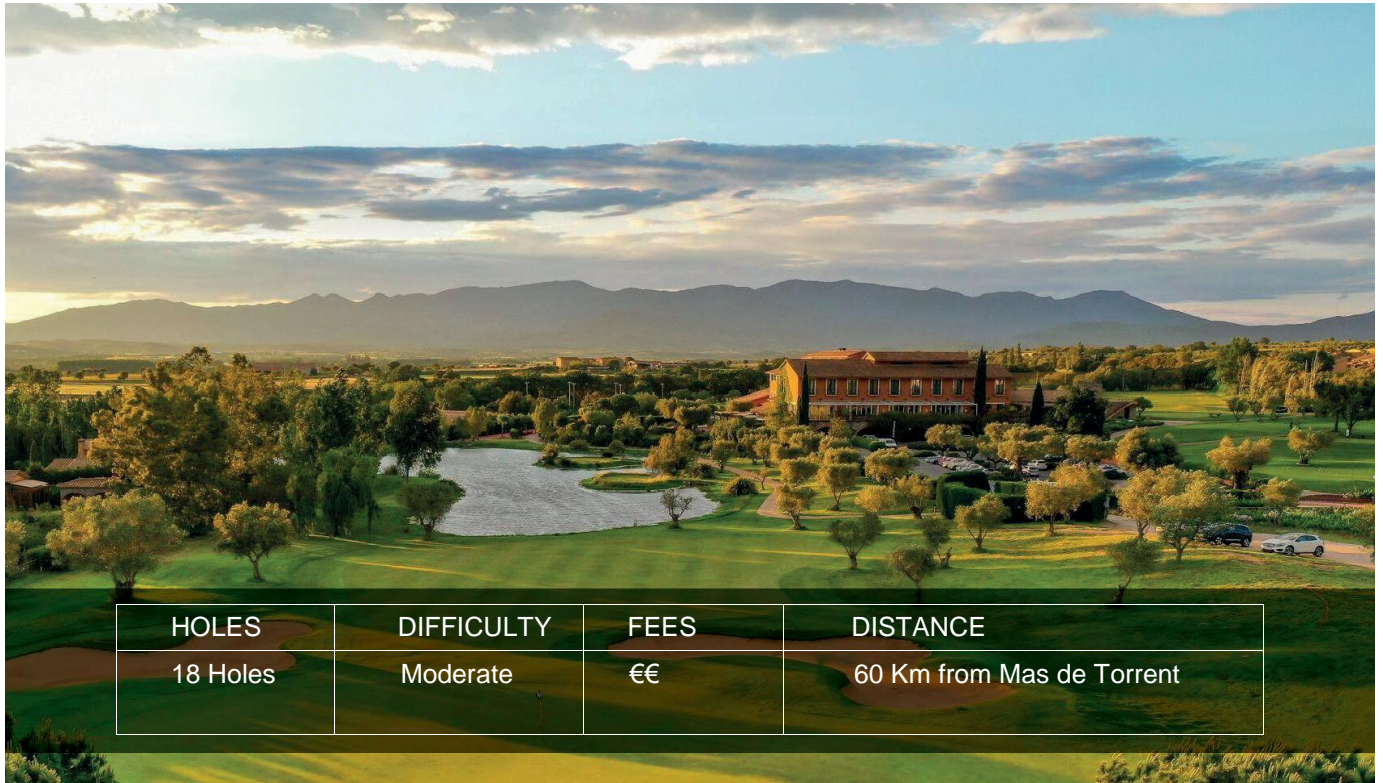 HOLES DIFFICULTY FEES DISTANCE
18 Holes Moderate €€ 60 Km from Mas de Torrent